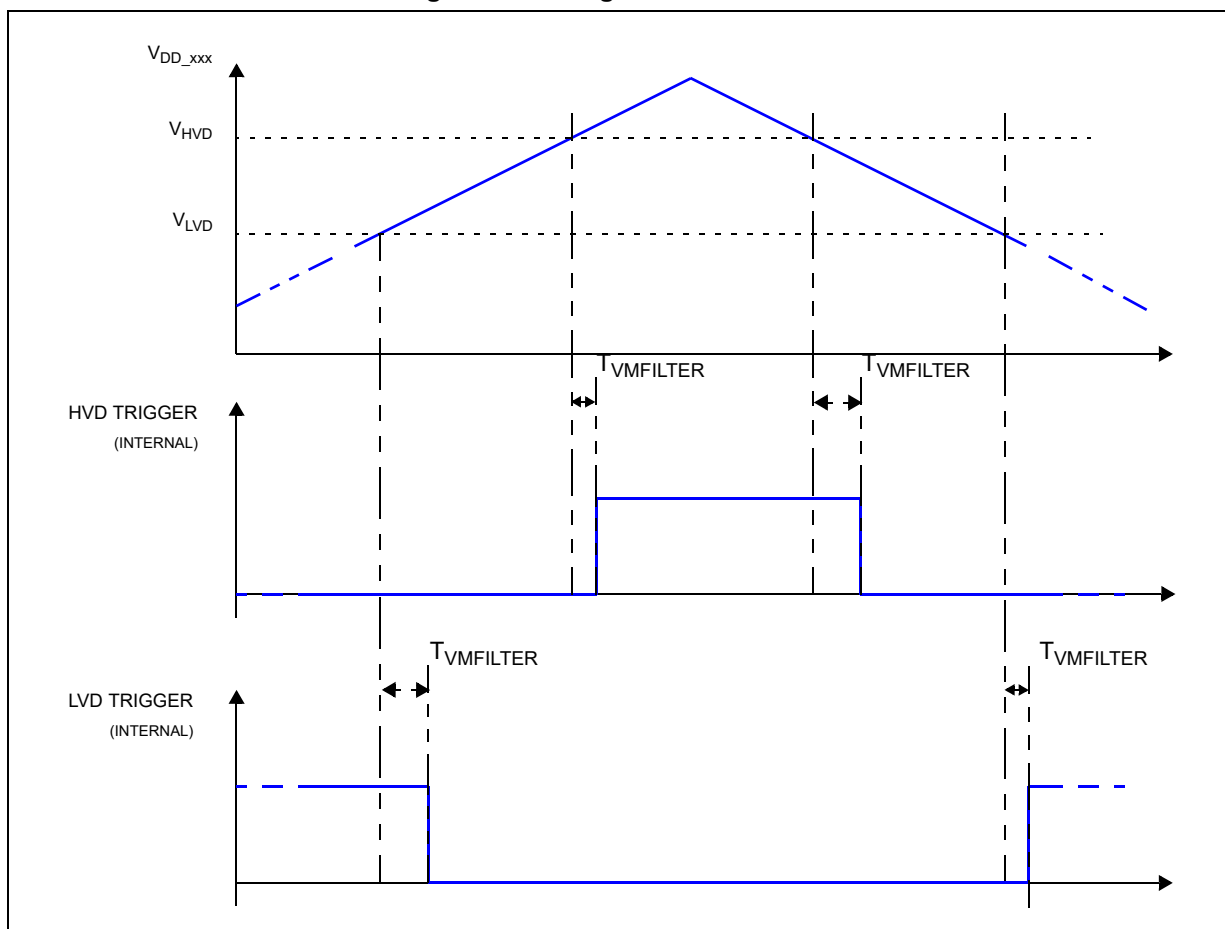 VDD_xxx
VHVD
VLVD
TVMFILTER
TVMFILTER
HVD TRIGGER
(INTERNAL)
TVMFILTER
TVMFILTER
LVD TRIGGER
(INTERNAL)